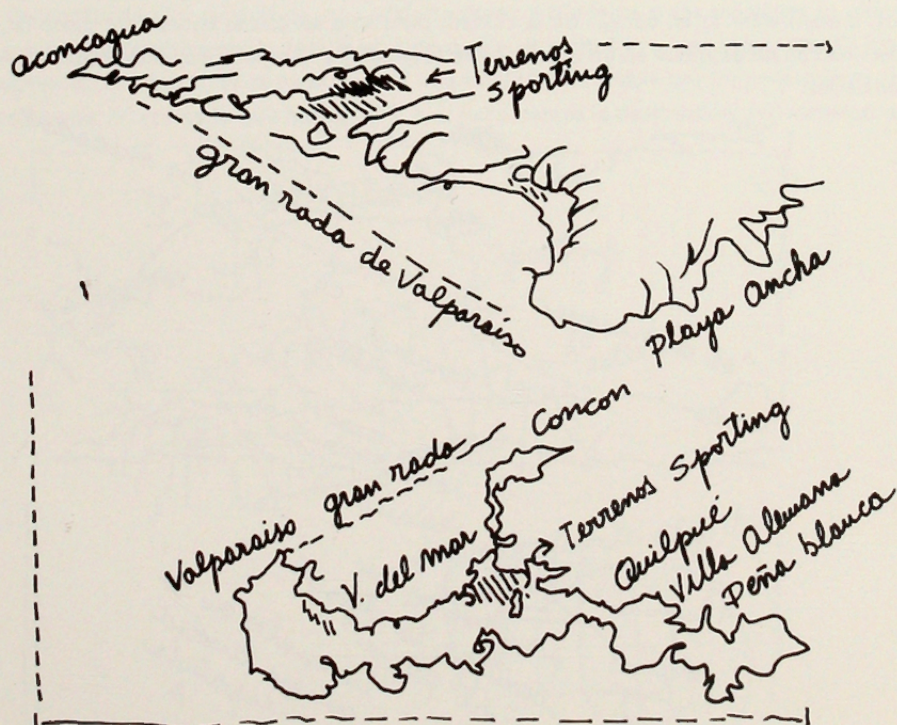 aconcagua
Terrenos
Sporting
gran rada de Valparaiso
Playa ancha
Concon
Valparaiso gran rada
V. del mar
Terrenos Sporting
Quilpué
Villa Alemana
Peña blanca